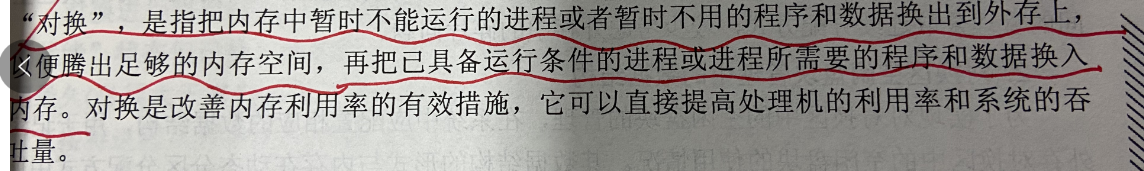 “对换”，是指把内存中暂时不能运行的进程或者暂时不用的程序和数据换出到外存上，
以便腾出足够的内存空间，再把已具备运行条件的进程或进程所需要的程序和数据换入
内存。对换是改善内存利用率的有效措施，它可以直接提高处理机的利用率和系统的吞
吐量。